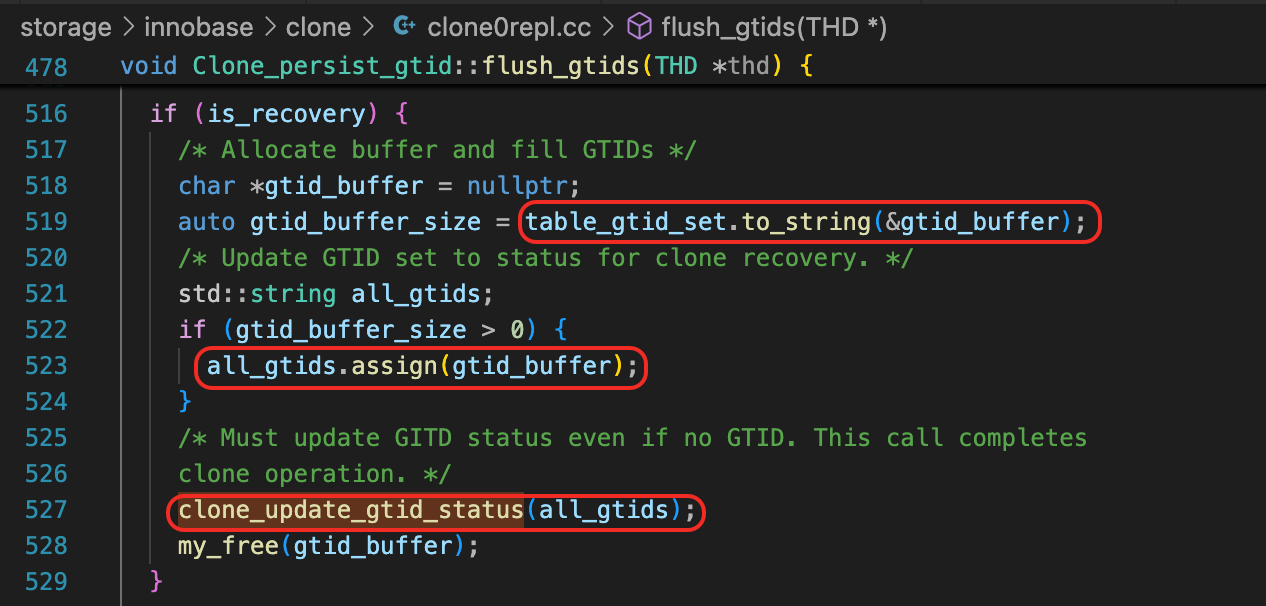 storage > innobase > clone > C++ clone0repl.cc > flush_gtids(THD *)
478 void Clone_persist_gtid::flush_gtids(THD *thd) {
516 if (is_recovery) {
517 /* Allocate buffer and fill GTIDs */
518 char *gtid_buffer = nullptr;
519 auto gtid_buffer_size = table_gtid_set.to_string(&gtid_buffer);
520 /* Update GTID set to status for clone recovery. */
521 std::string all_gtids;
522 if (gtid_buffer_size > 0) {
523 all_gtids.assign(gtid_buffer);
524 }
525 /* Must update GITD status even if no GTID. This call completes
526 clone operation. */
527 clone_update_gtid_status(all_gtids);
528 my_free(gtid_buffer);
529 }